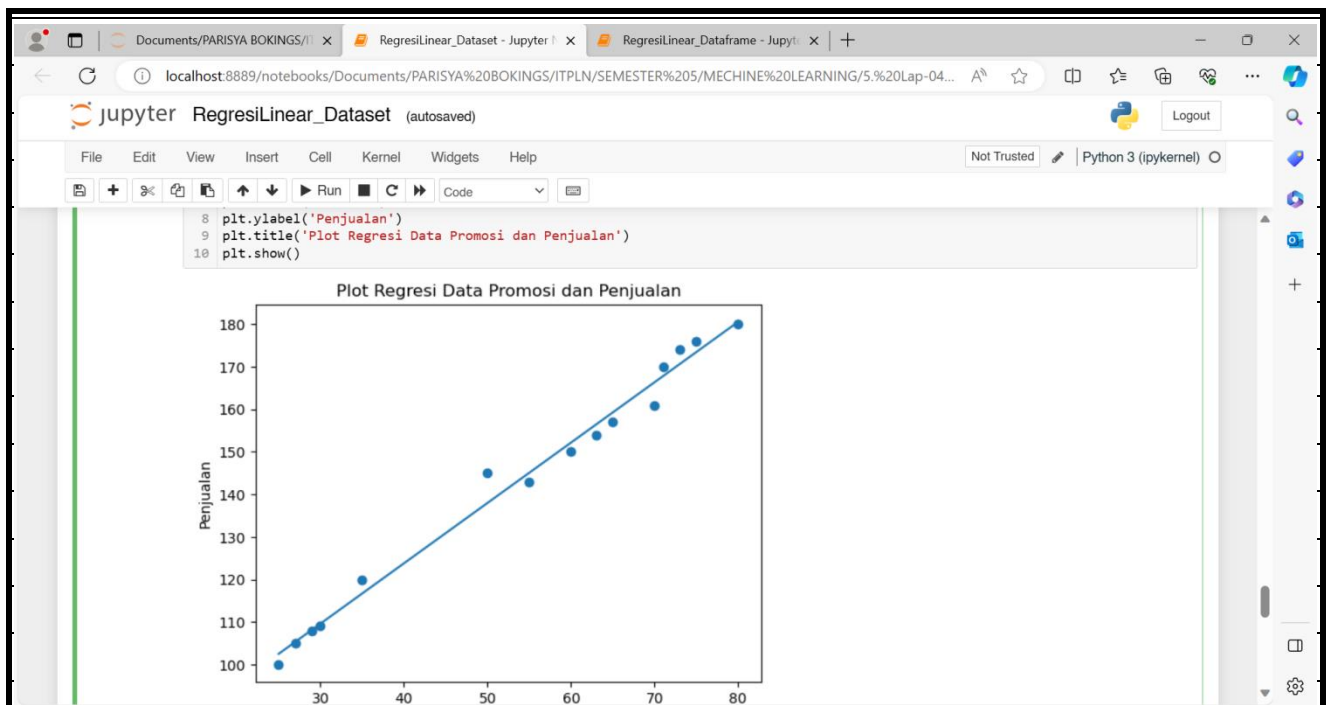 Documents/PARISYA BOKINGS/IT
RegresiLinear_Dataset - Jupyter N
RegresiLinear_Dataframe - Jupyte
localhost:8889/notebooks/Documents/PARISYA%20BOKINGS/ITPLN/SEMESTER%205/MECHINE%20LEARNING/5.%20Lap-04...
jupyter RegresiLinear_Dataset (autosaved)
Logout
File Edit View Insert Cell Kernel Widgets Help
Not Trusted
Python 3 (ipykernel)
Run
Code
8 plt.ylabel('Penjualan')
9 plt.title('Plot Regresi Data Promosi dan Penjualan')
10 plt.show()
Plot Regresi Data Promosi dan Penjualan
180
170
160
150
140
130
120
110
100
Penjualan
30 40 50 60 70 80